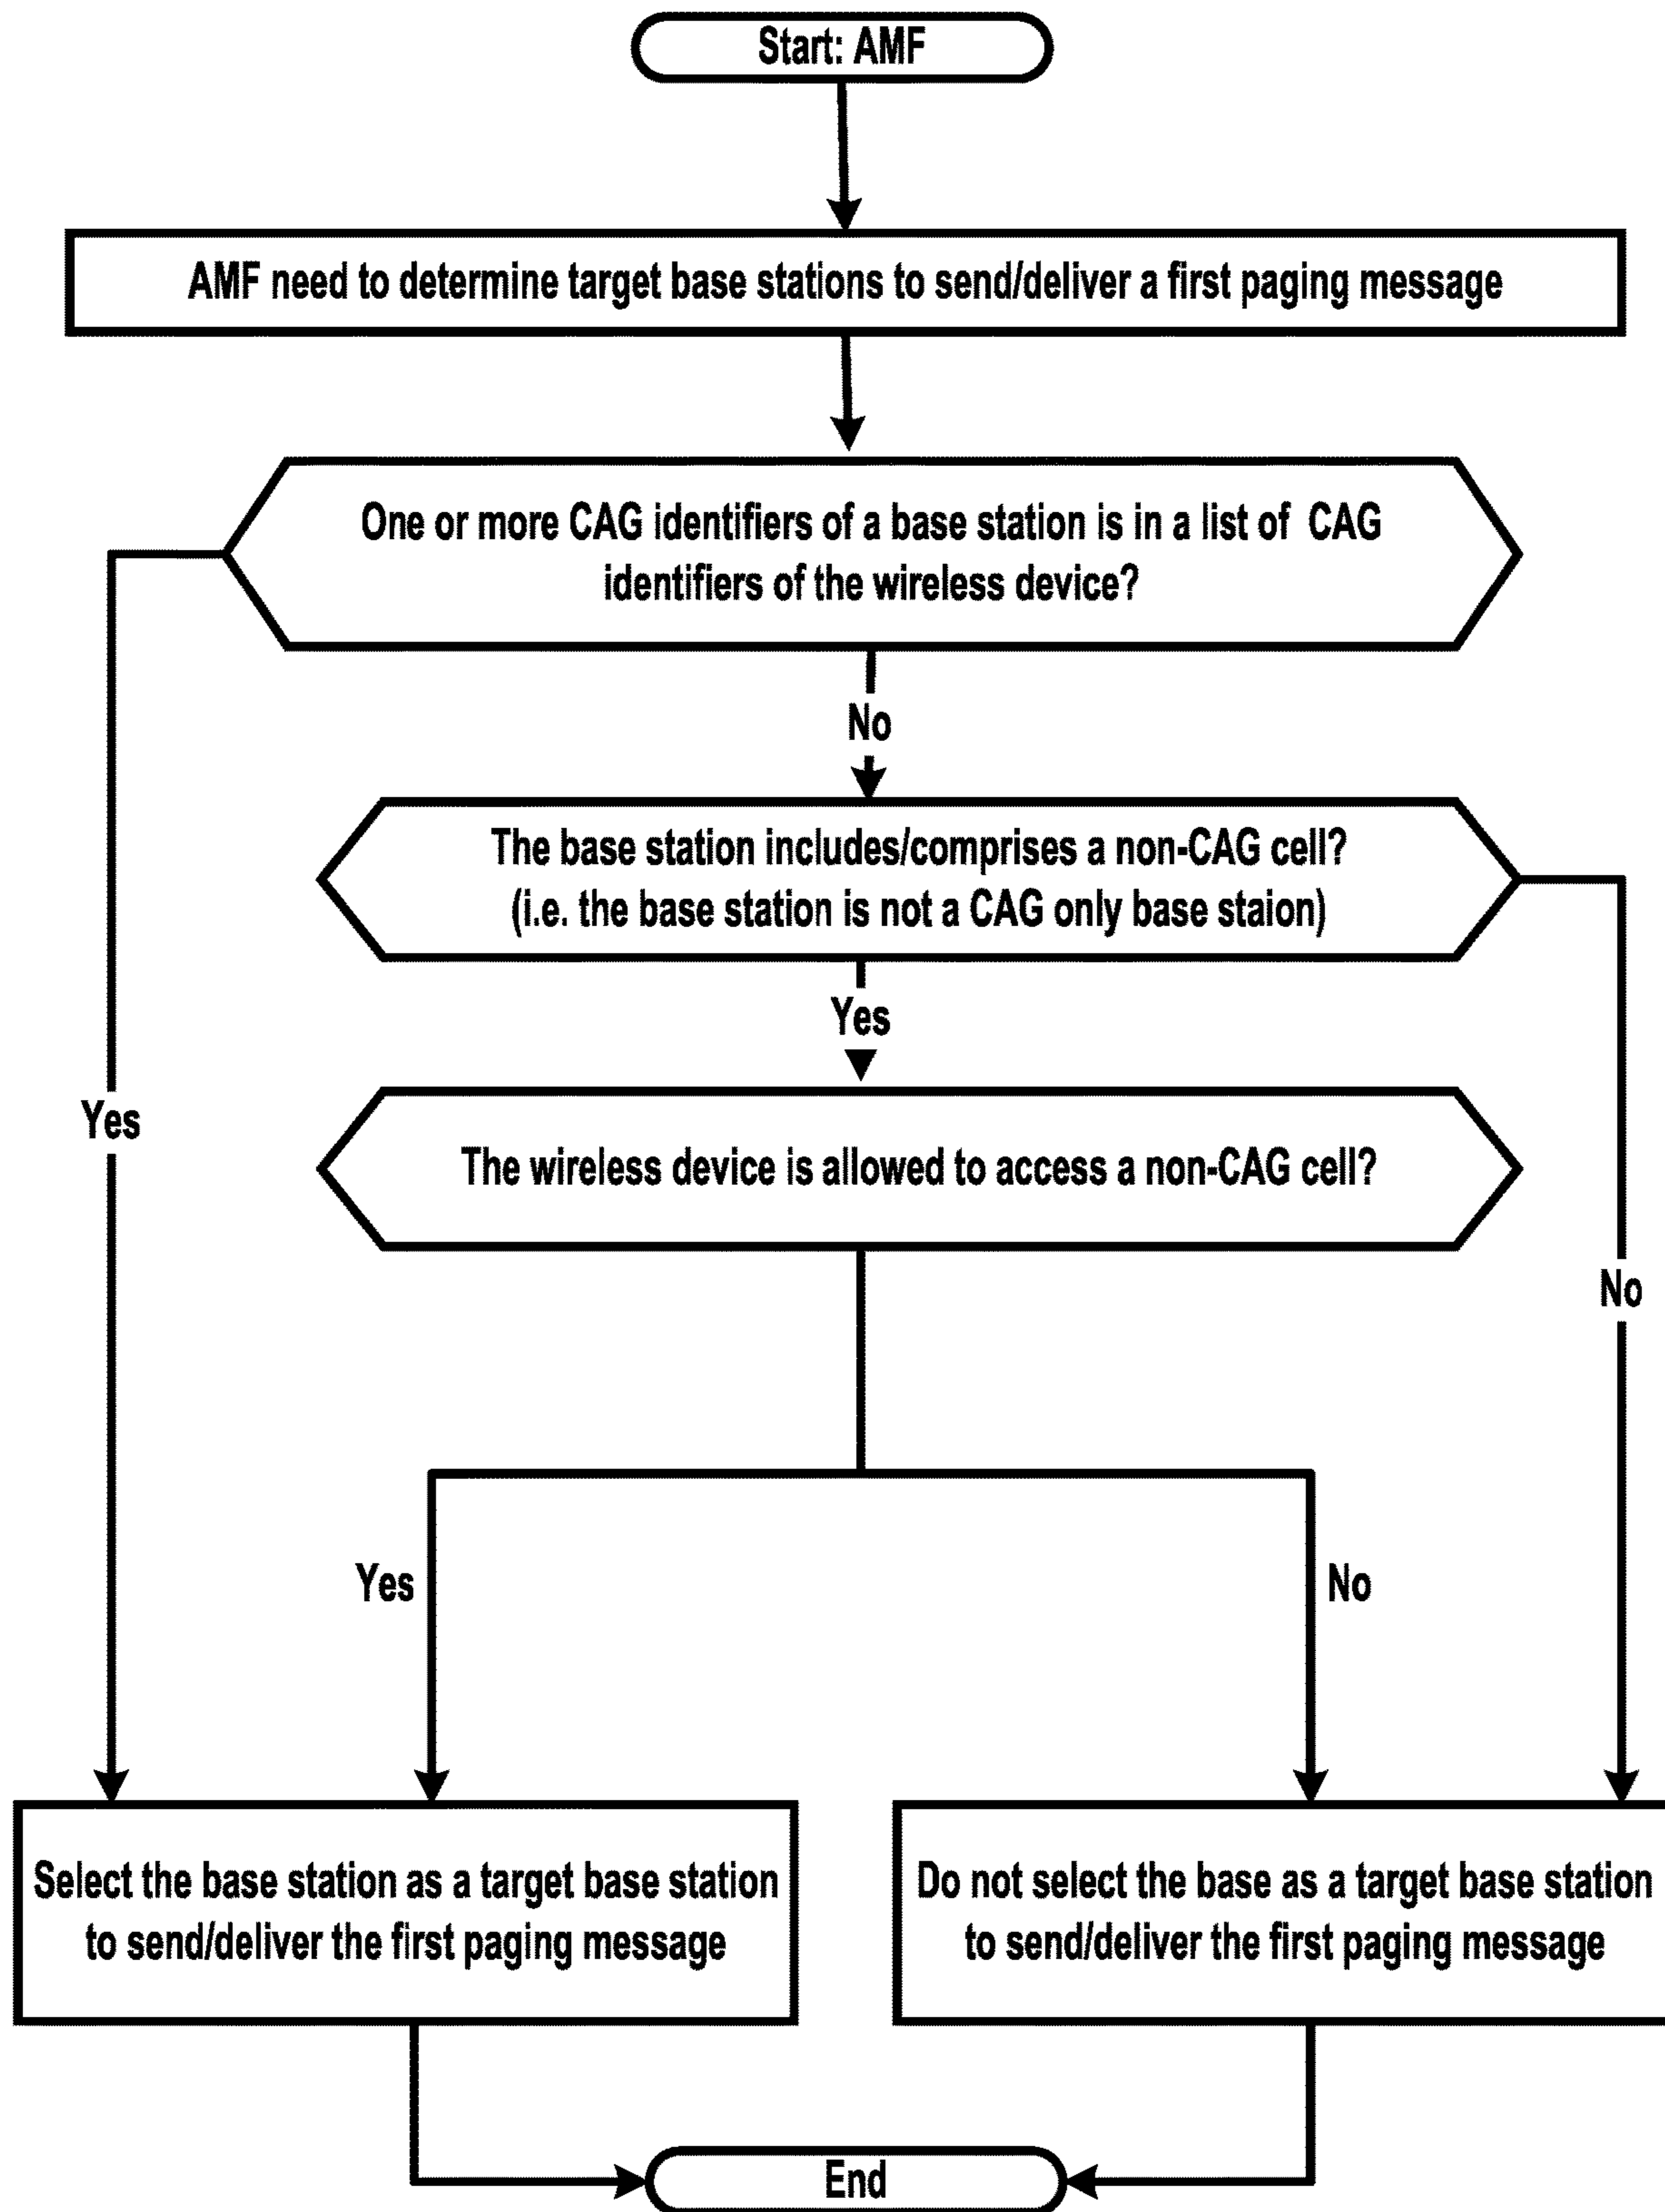 Start: AMF
AMF need to determine target base stations to send/deliver a first paging message
One or more CAG identifiers of a base station is in a list of CAG
identifiers of the wireless device?
No
The base station includes/comprises a non-CAG cell?
(i.e. the base station is not a CAG only base staion)
Yes
Yes
The wireless device is allowed to access a non-CAG cell?
No
Yes
No
Select the base station as a target base station
to send/deliver the first paging message
Do not select the base as a target base station
to send/deliver the first paging message
End